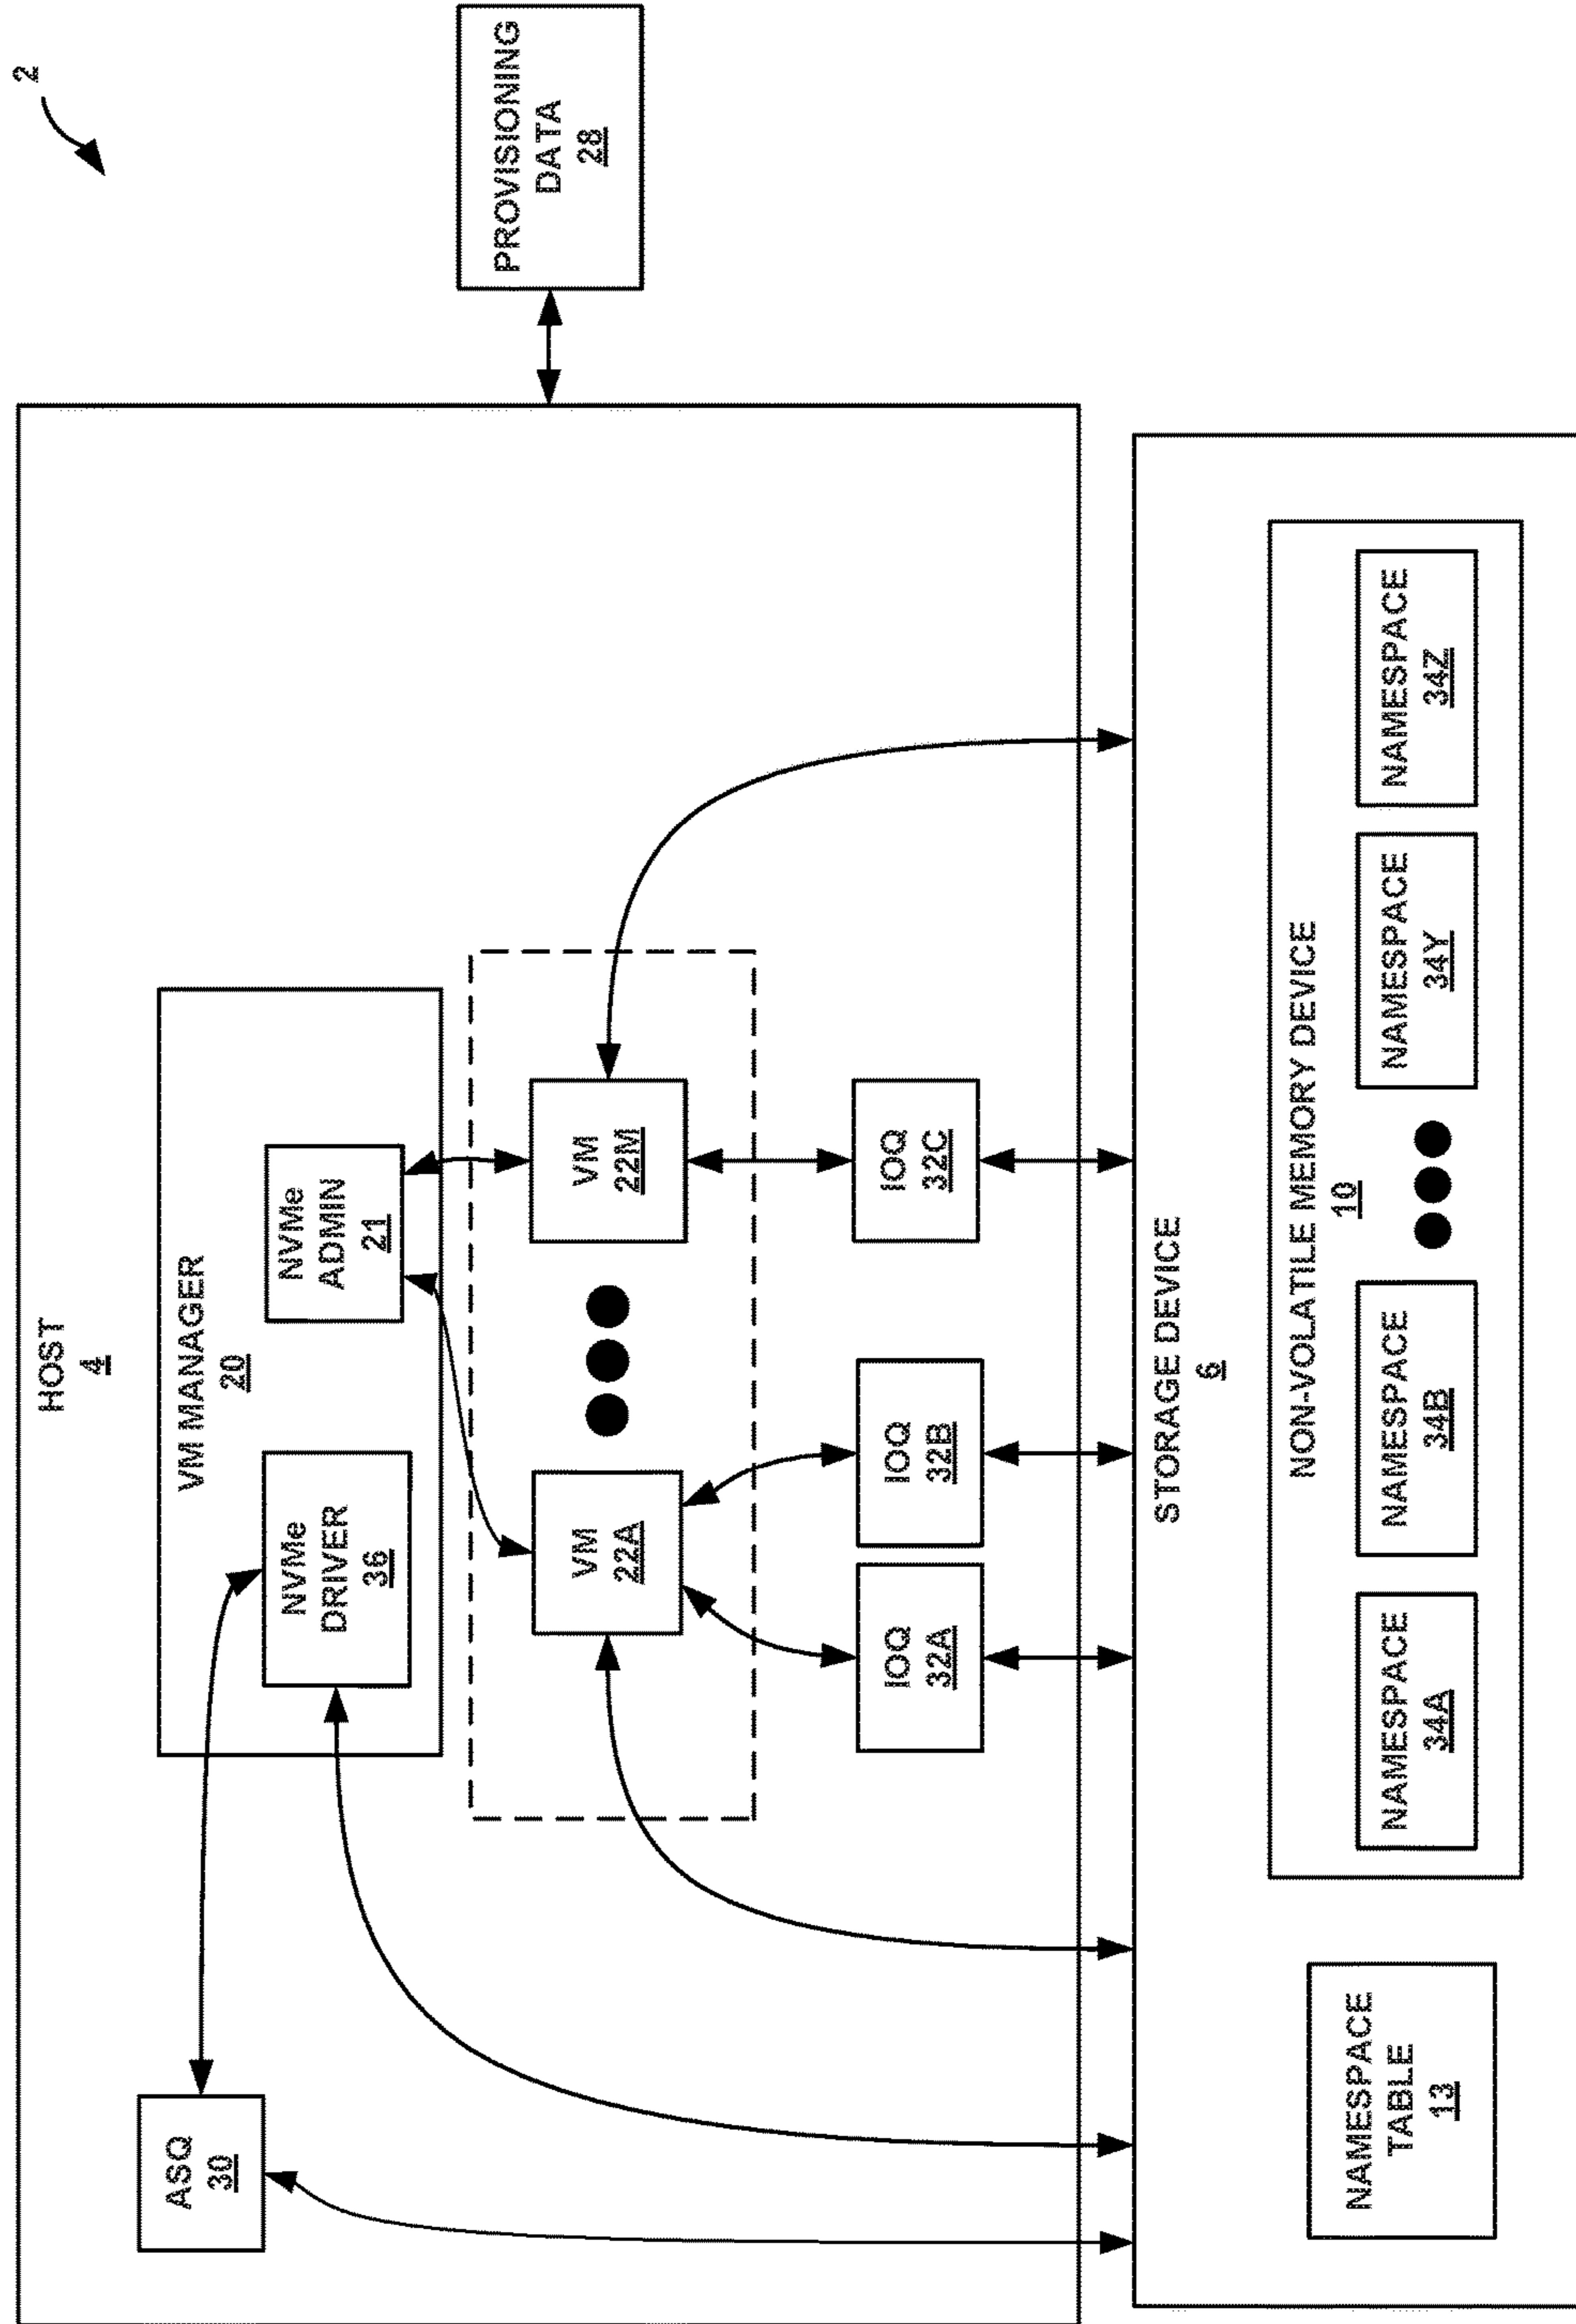 2
HOST
4
VM MANAGER
20
ASQ
30
NVMe
DRIVER
36
NVMe
ADMIN
21
PROVISIONING
DATA
28
VM
22A
VM
22M
IOQ
32A
IOQ
32B
IOQ
32C
STORAGE DEVICE
6
NAMESPACE
TABLE
13
NON-VOLATILE MEMORY DEVICE
10
NAMESPACE
34A
NAMESPACE
34B
NAMESPACE
34Y
NAMESPACE
34Z